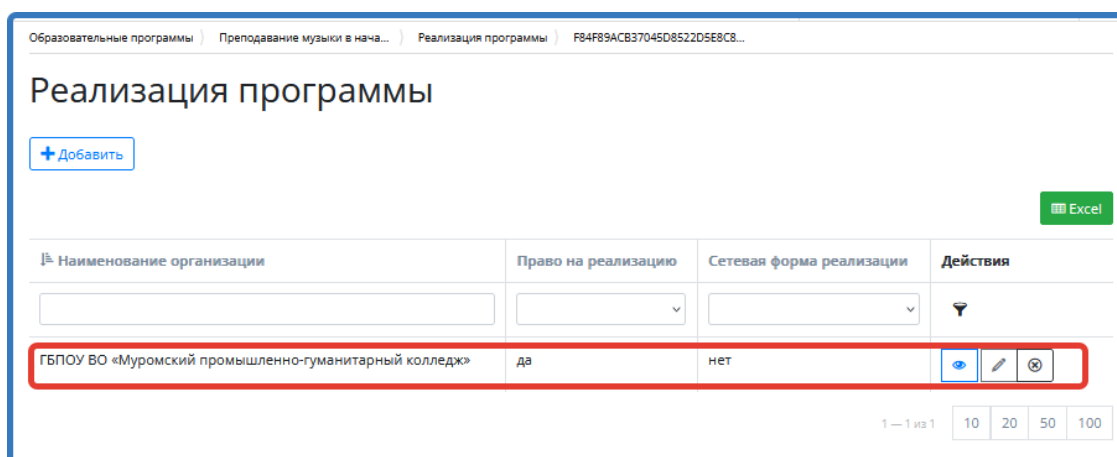 Образовательные программы Преподавание музыки в нача... Реализация программы F84F89ACB37045D8522D5E8C8...
Реализация программы
Добавить
Excel
Наименование организации Право на реализацию Сетевая форма реализации Действия
ГБПОУ ВО «Муромский промышленно-гуманитарный колледж» да нет
1 — 1 из 1 10 20 50 100